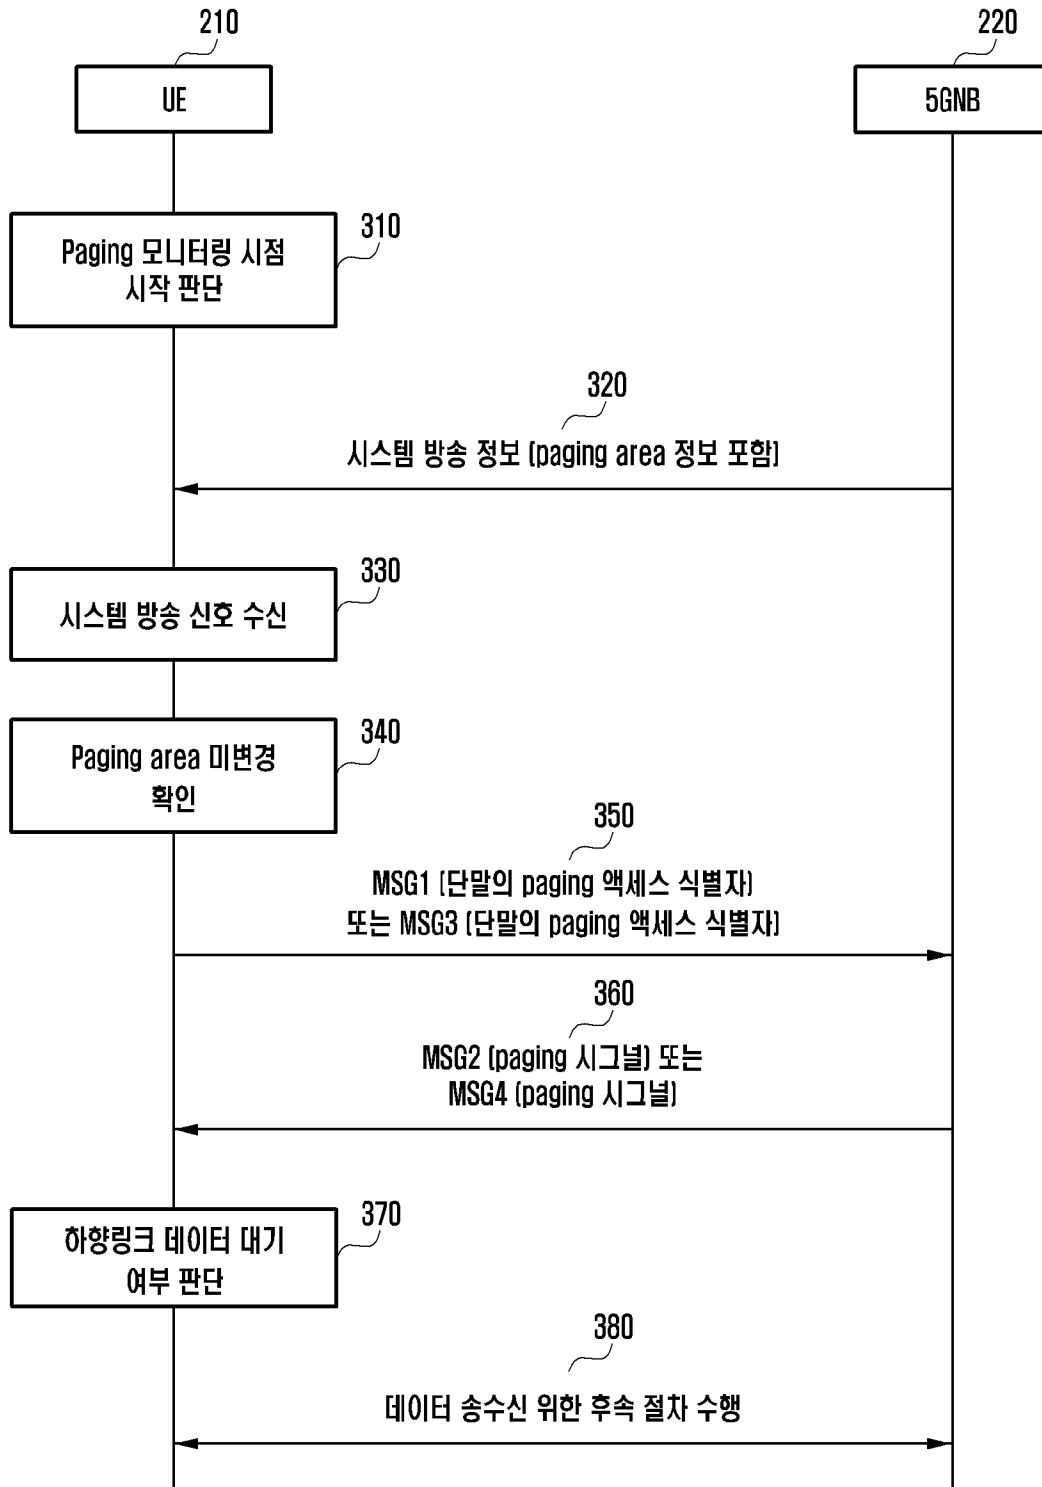 210
220
UE
5GNB
310
Paging 모니터링 시점
시작 판단
320
시스템 방송 정보 (paging area 정보 포함)
330
시스템 방송 신호 수신
340
Paging area 미변경
확인
350
MSG1 (단말의 paging 액세스 식별자)
또는 MSG3 (단말의 paging 액세스 식별자)
360
MSG2 (paging 시그널) 또는
MSG4 (paging 시그널)
370
하향링크 데이터 대기
여부 판단
380
데이터 송수신 위한 후속 절차 수행